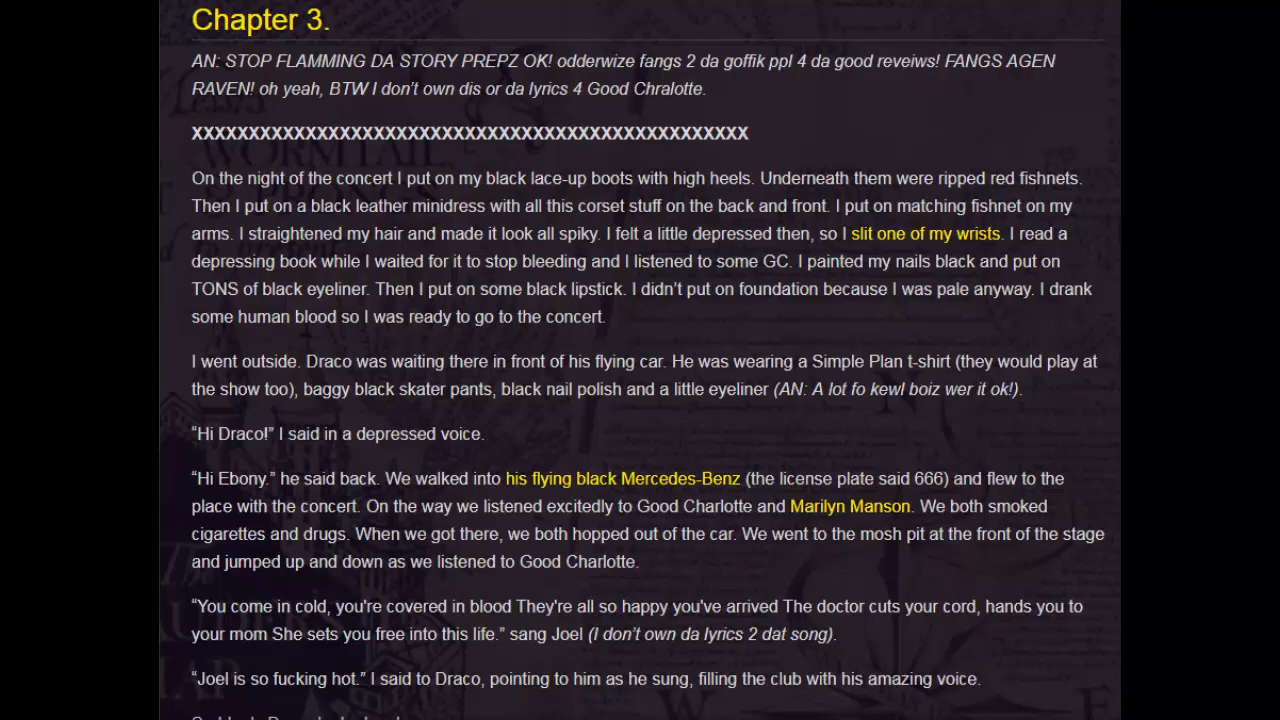 Chapter 3.
AN: STOP FLAMMING DA STORY PREPZ OK! odderwize fangs 2 da goffik ppl 4 da good reveiws! FANGS AGEN
RAVEN! oh yeah, BTW I don't own dis or da lyrics 4 Good Chralotte.
XXXXXXXXXXXXXXXXXXXXXXXXXXXXXXXXXXXXXXXXXXXXXXXXX
On the night of the concert I put on my black lace-up boots with high heels. Underneath them were ripped red fishnets.
Then I put on a black leather minidress with all this corset stuff on the back and front. I put on matching fishnet on my
arms. I straightened my hair and made it look all spiky. I felt a little depressed then, so I slit one of my wrists. I read a
depressing book while I waited for it to stop bleeding and I listened to some GC. I painted my nails black and put on
TONS of black eyeliner. Then I put on some black lipstick. I didn't put on foundation because I was pale anyway. I drank
some human blood so I was ready to go to the concert.
I went outside. Draco was waiting there in front of his flying car. He was wearing a Simple Plan t-shirt (they would play at
the show too), baggy black skater pants, black nail polish and a little eyeliner (AN: A lot fo kewl boiz wer it ok!).
“Hi Draco!” I said in a depressed voice.
“Hi Ebony.” he said back. We walked into his flying black Mercedes-Benz (the license plate said 666) and flew to the
place with the concert. On the way we listened excitedly to Good Charlotte and Marilyn Manson. We both smoked
cigarettes and drugs. When we got there, we both hopped out of the car. We went to the mosh pit at the front of the stage
and jumped up and down as we listened to Good Charlotte.
“You come in cold, you're covered in blood They're all so happy you've arrived The doctor cuts your cord, hands you to
your mom She sets you free into this life.” sang Joel (I don't own da lyrics 2 dat song).
“Joel is so fucking hot.” I said to Draco, pointing to him as he sung, filling the club with his amazing voice.